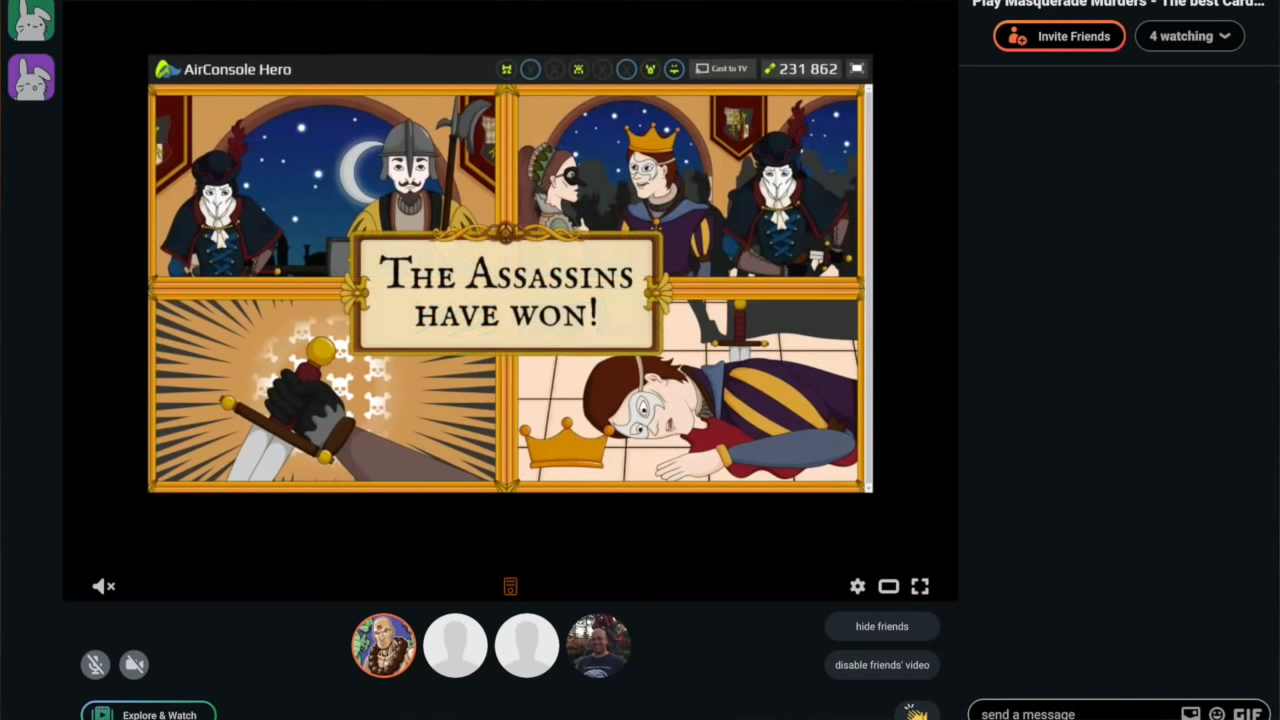 Play Masquerade Murders - The best Card...
Invite Friends
4 watching
AirConsole Hero
Cast to TV
231 862
THE ASSASSINS
HAVE WON!
hide friends
disable friends' video
Explore & Watch
send a message
GIF